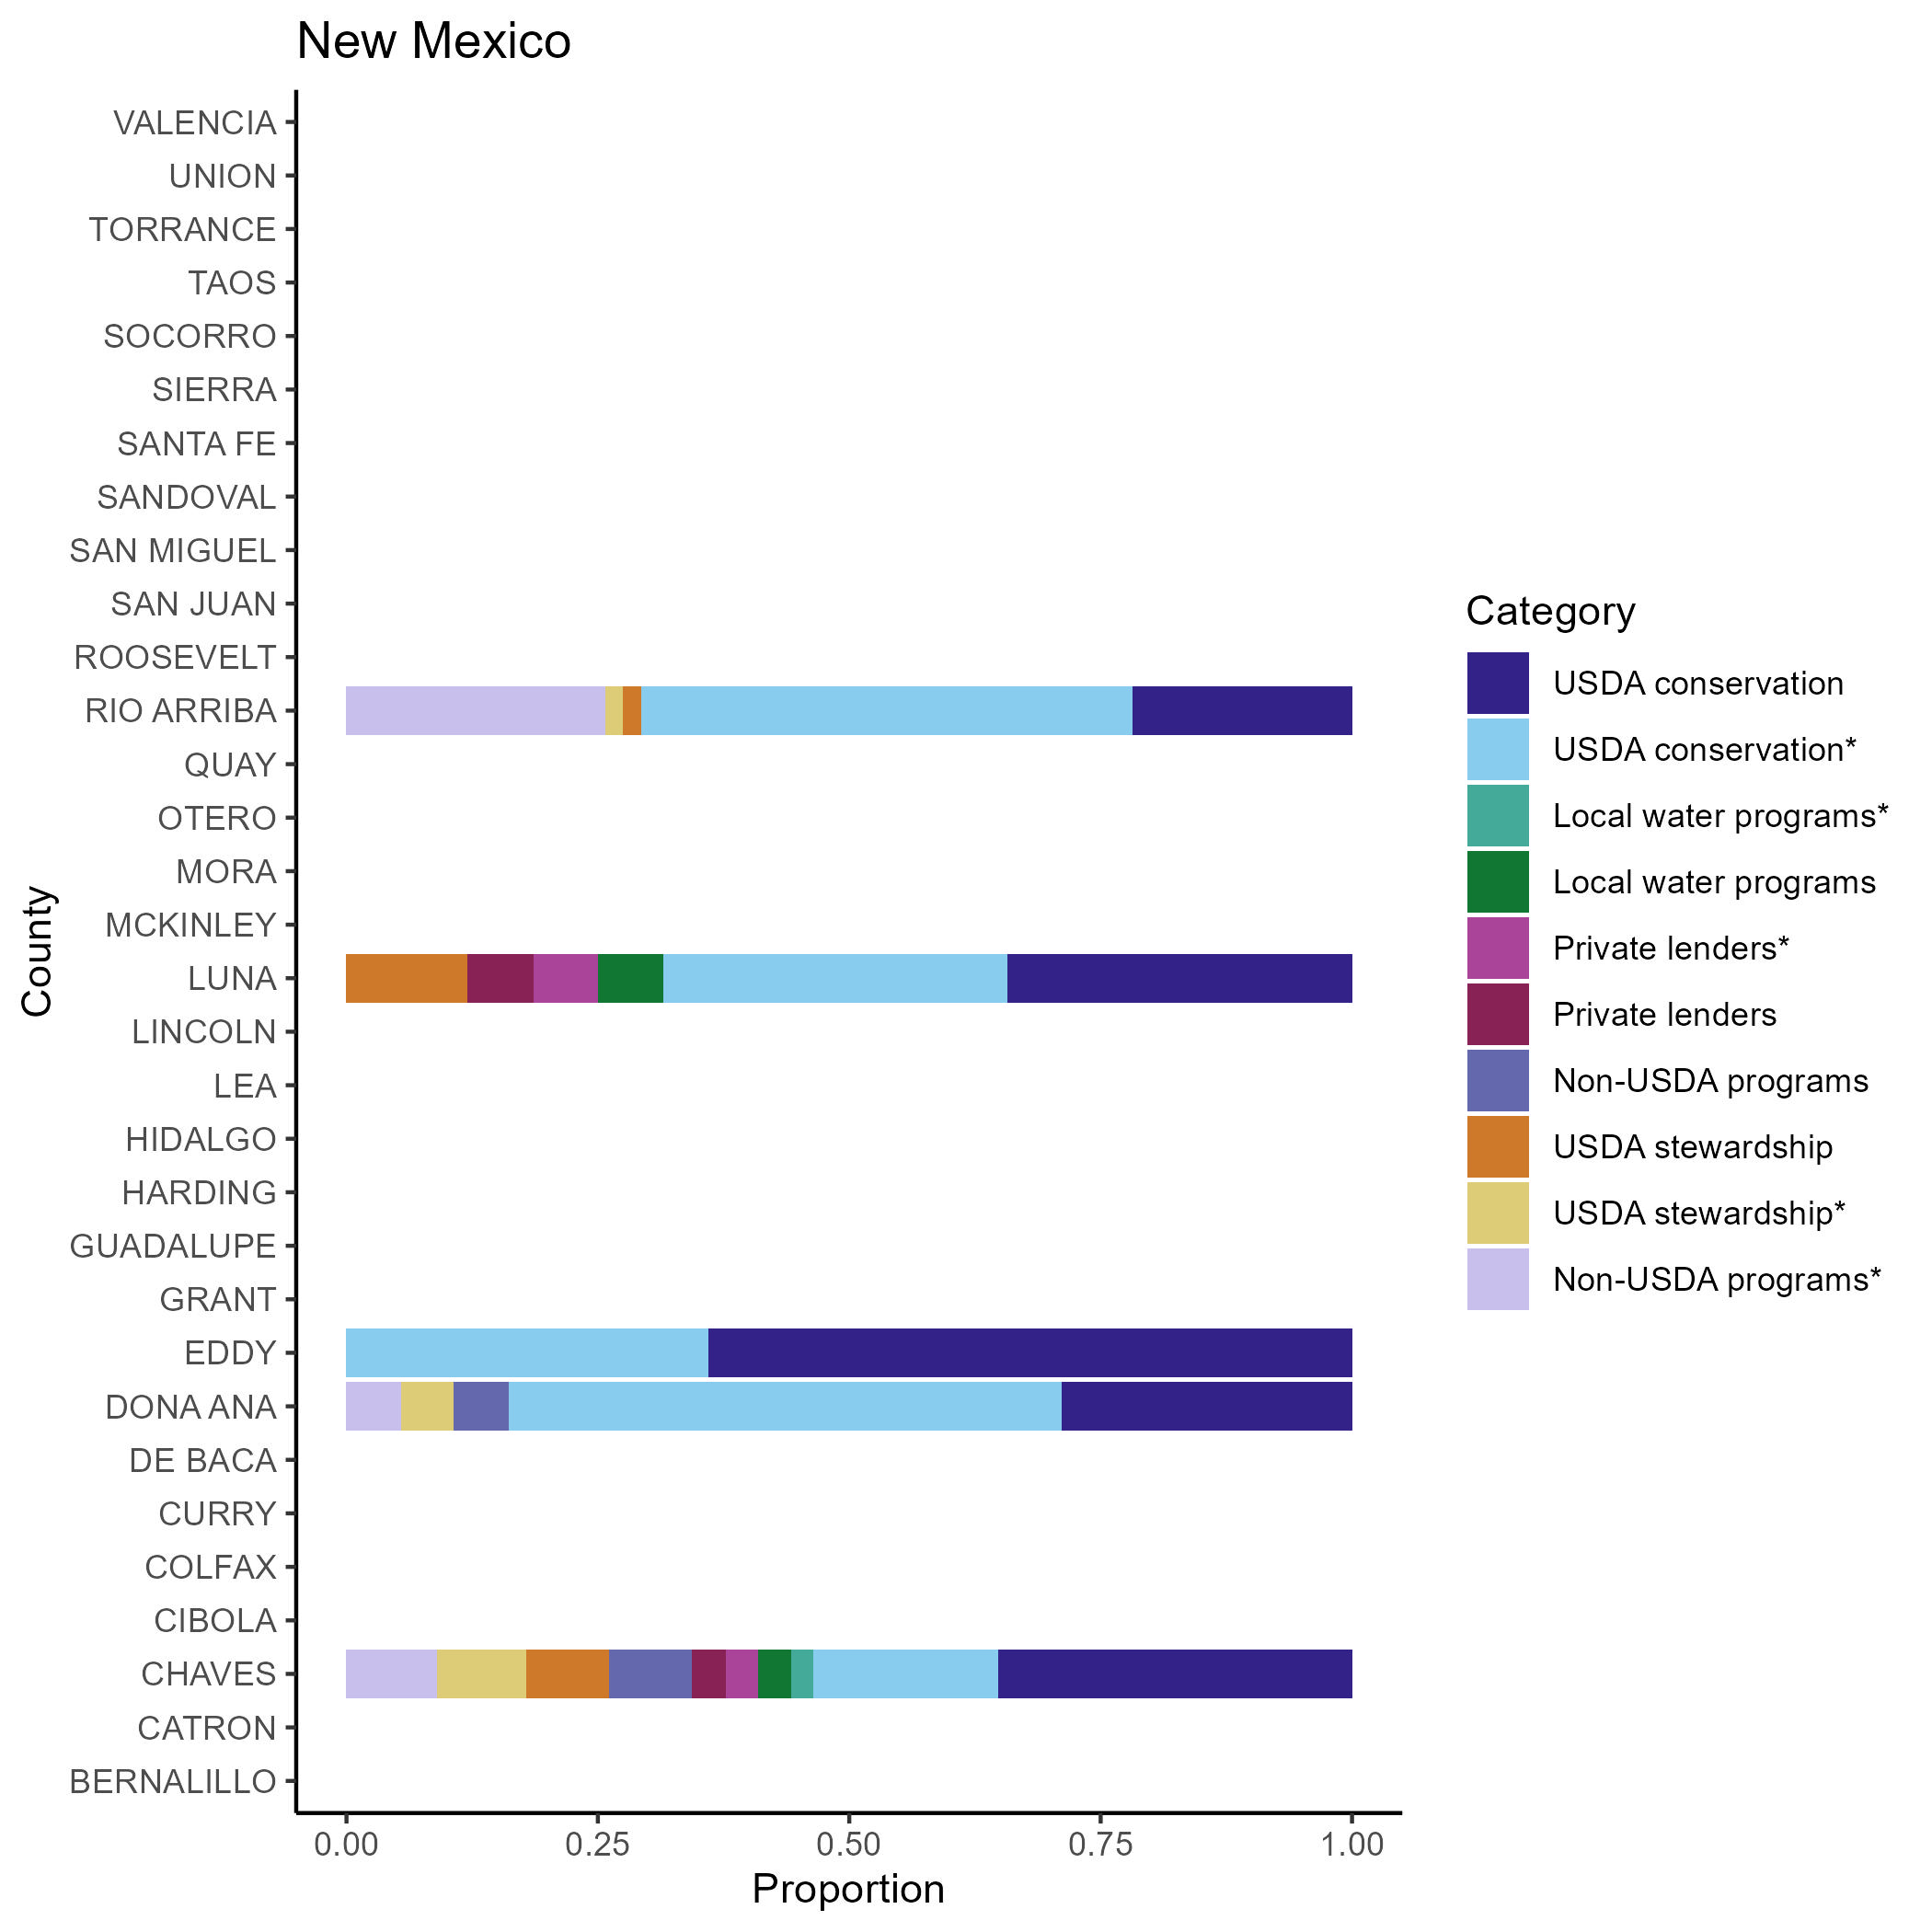 New Mexico
VALENCIA
UNION
TORRANCE
TAOS
SOCORRO
SIERRA
SANTA FE
SANDOVAL
SAN MIGUEL
SAN JUAN
ROOSEVELT
RIO ARRIBA
QUAY
OTERO
MORA
MCKINLEY
LUNA
LINCOLN
LEA
HIDALGO
HARDING
GUADALUPE
GRANT
EDDY
DONA ANA
DE BACA
CURRY
COLFAX
CIBOLA
CHAVES
CATRON
BERNALILLO
County
0.00 0.25 0.50 0.75 1.00
Proportion
Category
USDA conservation
USDA conservation*
Local water programs*
Local water programs
Private lenders*
Private lenders
Non-USDA programs
USDA stewardship
USDA stewardship*
Non-USDA programs*